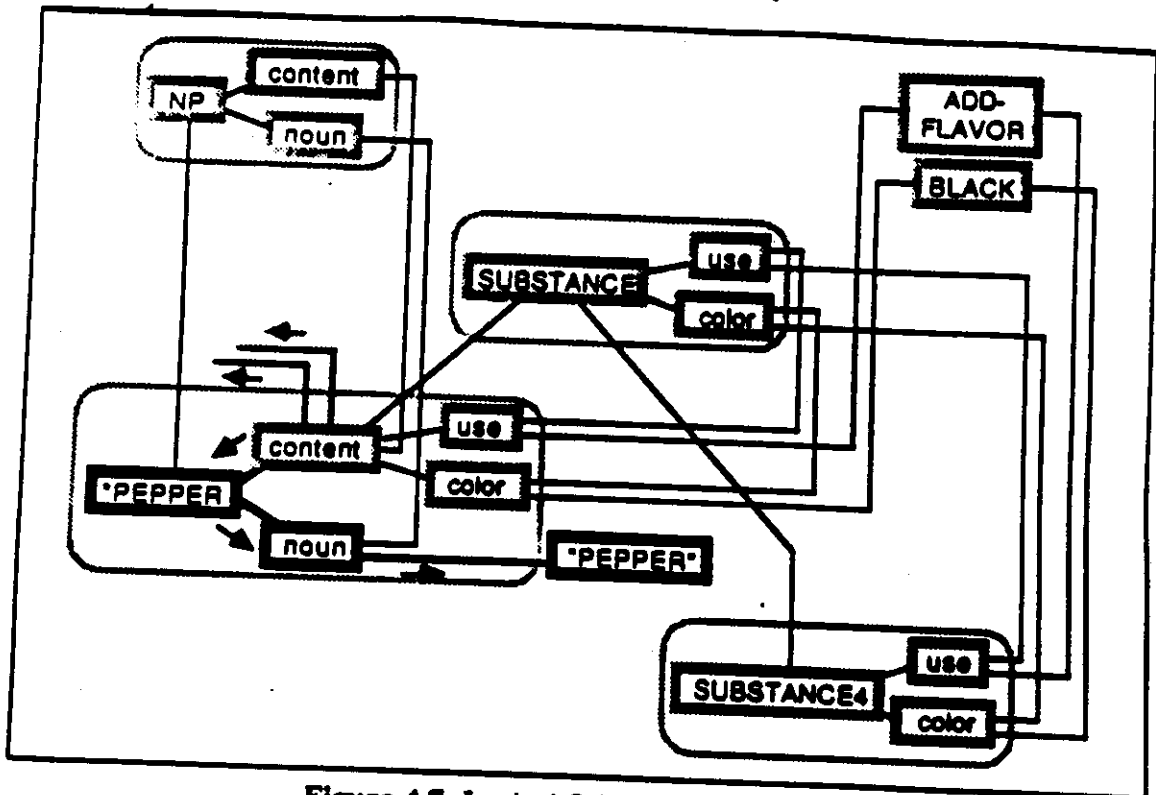 content
NP
noun
ADD-
FLAVOR
BLACK
SUBSTANCE
use
color
content
use
*PEPPER
color
noun
"PEPPER"
SUBSTANCE4
use
color